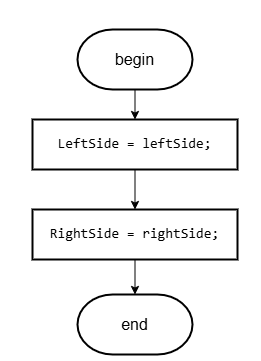 begin
LeftSide = leftSide;
RightSide = rightSide;
end